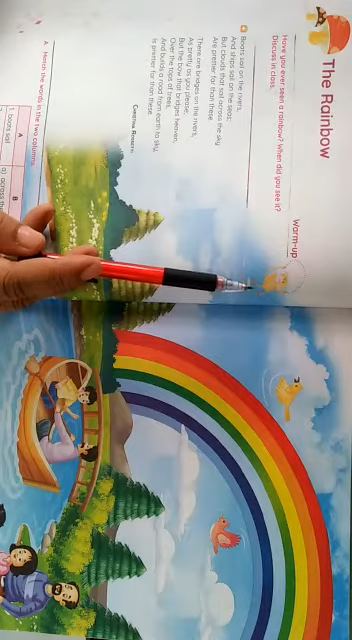 The Rainbow
Warm-up
Have you ever seen a rainbow? When did you see it?
Discuss in class.
Boats sail on the rivers,
And ships sail on the seas;
But clouds that sail across the sky
Are prettier far than these.
There are bridges on the rivers,
As pretty as you please;
But the bow that bridges heaven,
Over the tops of trees,
And builds a road from earth to sky,
Is prettier far than these.
Christina Rossetti
A. Match the words in the two columns.
A
B
1. boats sail
a) across the